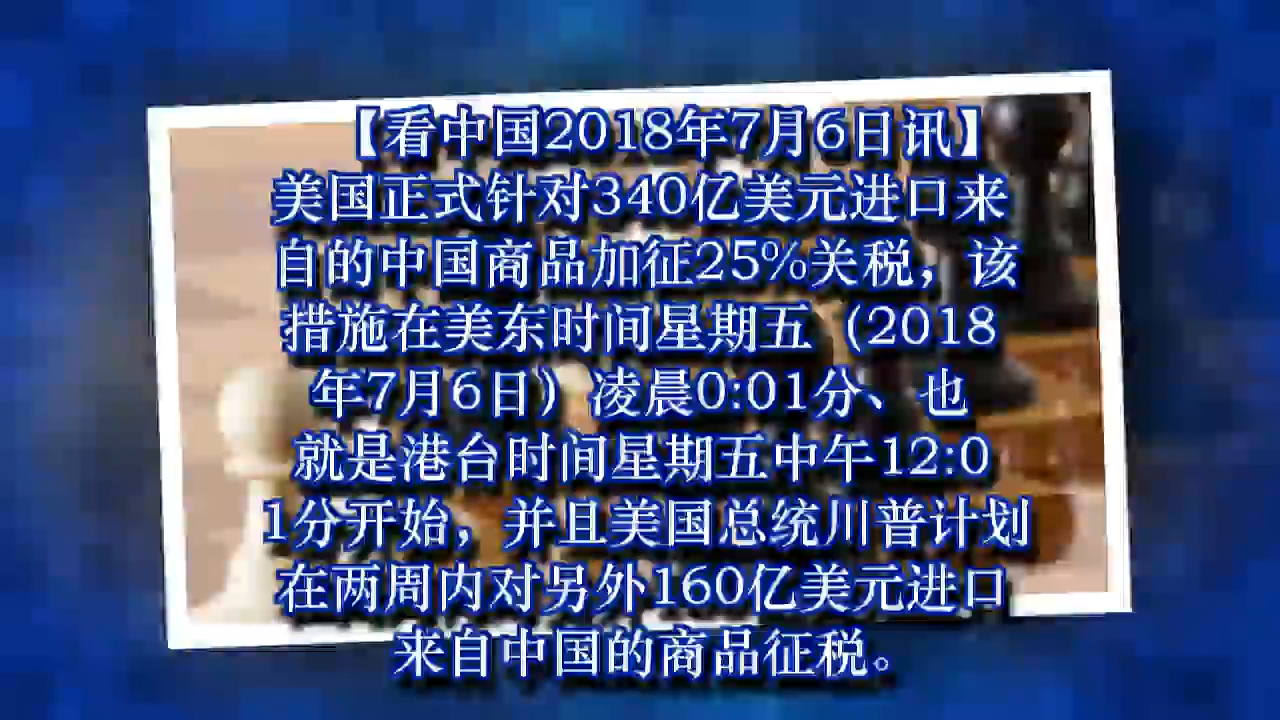 【看中国2018年7月6日讯】
美国正式针对340亿美元进口来
自的中国商品加征25%关税，该
措施在美东时间星期五（2018
年7月6日）凌晨0:01分、也
就是港台时间星期五中午12:0
1分开始，并且美国总统川普计划
在两周内对另外160亿美元进口
来自中国的商品征税。